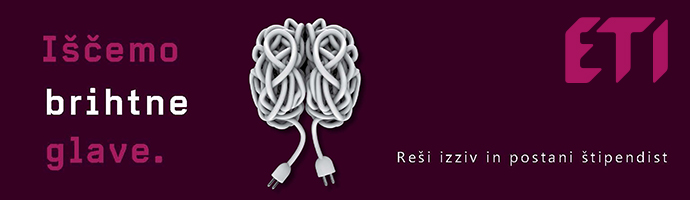 Iščemo
brihtne
glave.
ETI
Reši izziv in postani štipendist